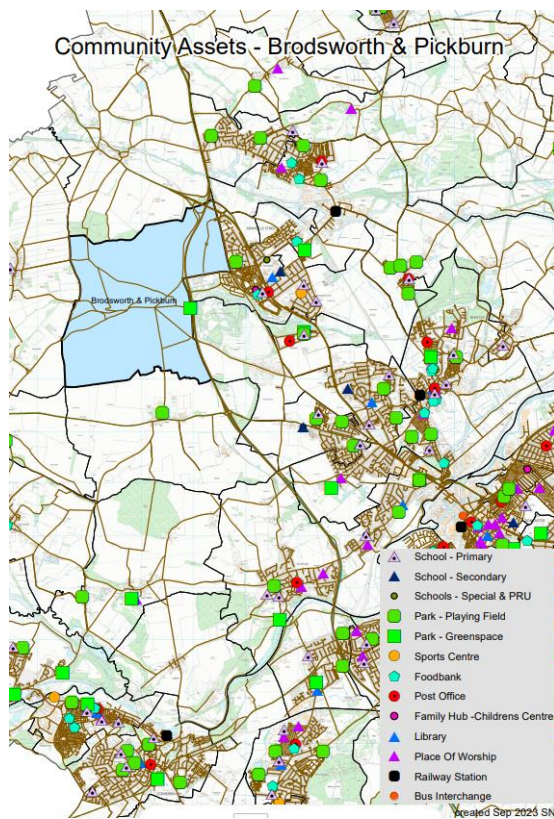 Community Assets - Brodsworth & Pickburn
Brodsworth & Pickburn
School - Primary
School - Secondary
Schools - Special & PRU
Park - Playing Field
Park - Greenspace
Sports Centre
Foodbank
Post Office
Family Hub -Childrens Centre
Library
Place Of Worship
Railway Station
Bus Interchange
created Sep 2023 SN